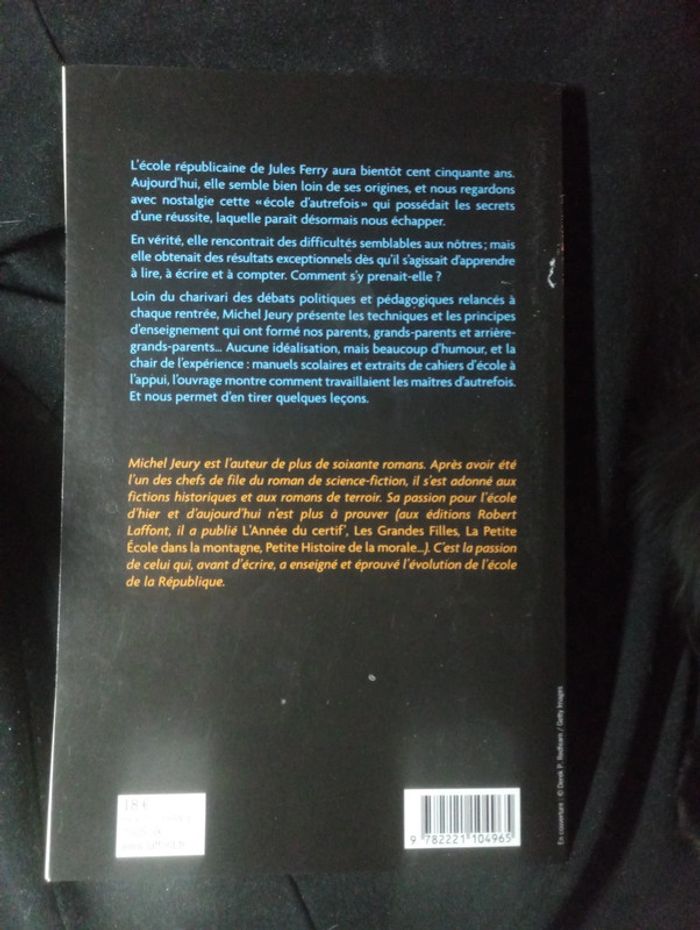 L'école républicaine de Jules Ferry aura bientôt cent cinquante ans.
Aujourd'hui, elle semble bien loin de ses origines, et nous regardons
avec nostalgie cette « école d'autrefois » qui possédait les secrets
d'une réussite, laquelle parait désormais nous échapper.
En vérité, elle rencontrait des difficultés semblables aux nôtres ; mais
elle obtenait des résultats exceptionnels dès qu'il s'agissait d'apprendre
à lire, à écrire et à compter. Comment s'y prenait-elle ?
Loin du charivari des débats politiques et pédagogiques relancés à
chaque rentrée, Michel Jeury présente les techniques et les principes
d'enseignement qui ont formé nos parents, grands-parents et arrière-
grands-parents... Aucune idéalisation, mais beaucoup d'humour, et la
chair de l'expérience : manuels scolaires et extraits de cahiers d'école à
l'appui, l'ouvrage montre comment travaillaient les maîtres d'autrefois.
Et nous permet d'en tirer quelques leçons.
Michel Jeury est l'auteur de plus de soixante romans. Après avoir été
l'un des chefs de file du roman de science-fiction, il s'est adonné aux
fictions historiques et aux romans de terroir. Sa passion pour l'école
d'hier et d'aujourd'hui n'est plus à prouver (aux éditions Robert
Laffont, il a publié L'Année du certif', Les Grandes Filles, La Petite
École dans la montagne, Petite Histoire de la morale...). C'est la passion
de celui qui, avant d'écrire, a enseigné et éprouvé l'évolution de l'école
de la République.
En couverture : © Derek P. Redfearn / Getty Images
18 €
9 782221 104965